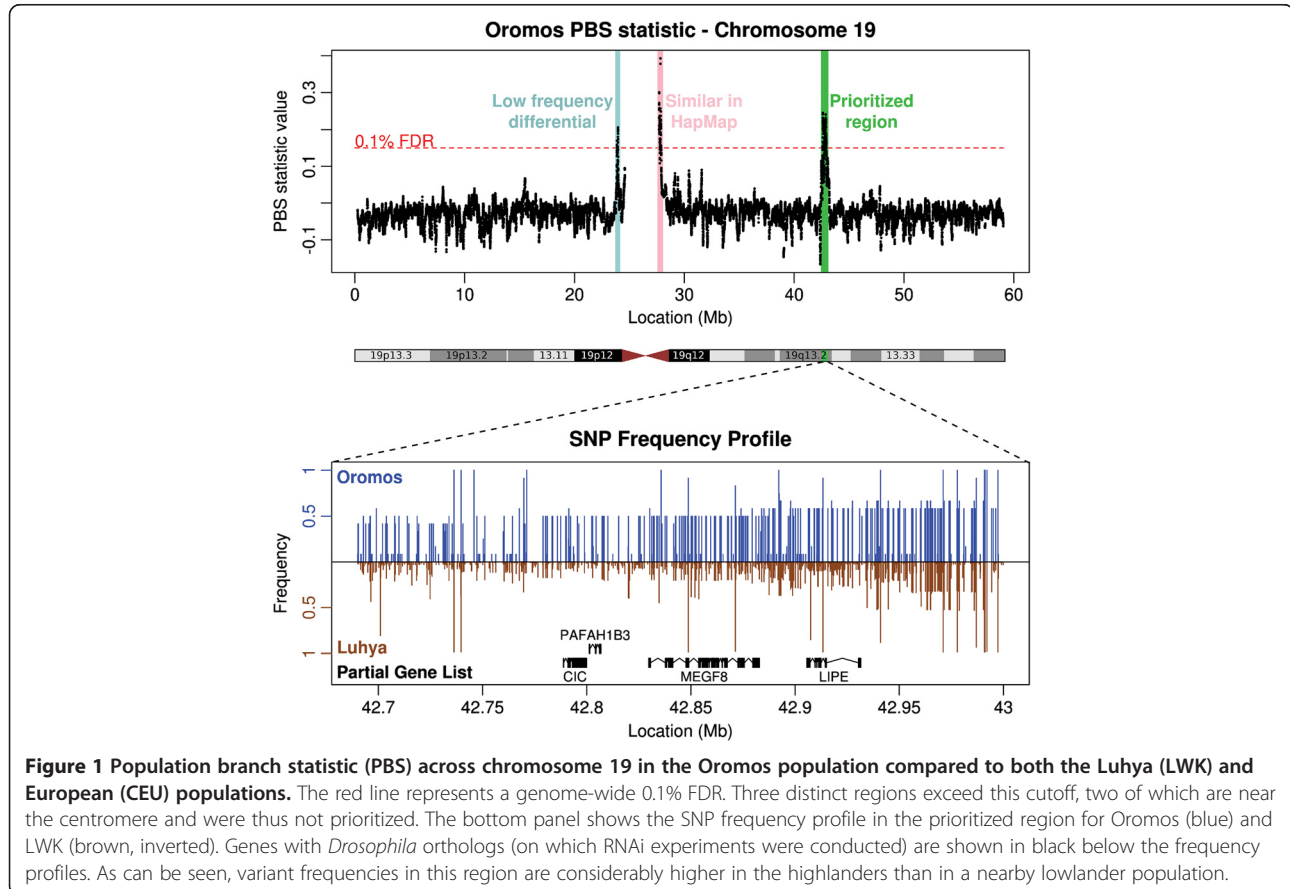 Oromos PBS statistic - Chromosome 19
PBS statistic value
0.3
0.1
-0.1
Low frequency
differential
Similar in
HapMap
Prioritized
region
0.1% FDR
0 10 20 30 40 50 60
Location (Mb)
19p13.3 19p13.2 13.11 19p12 19q12 19q13.2 13.33
SNP Frequency Profile
Frequency
1
0.5
0.5
1
Oromos
Luhya
PAFAH1B3
Partial Gene List
CIC MEGF8 LIPE
42.7 42.75 42.8 42.85 42.9 42.95 43
Location (Mb)
Figure 1 Population branch statistic (PBS) across chromosome 19 in the Oromos population compared to both the Luhya (LWK) and
European (CEU) populations. The red line represents a genome-wide 0.1% FDR. Three distinct regions exceed this cutoff, two of which are near
the centromere and were thus not prioritized. The bottom panel shows the SNP frequency profile in the prioritized region for Oromos (blue) and
LWK (brown, inverted). Genes with Drosophila orthologs (on which RNAi experiments were conducted) are shown in black below the frequency
profiles. As can be seen, variant frequencies in this region are considerably higher in the highlanders than in a nearby lowlander population.